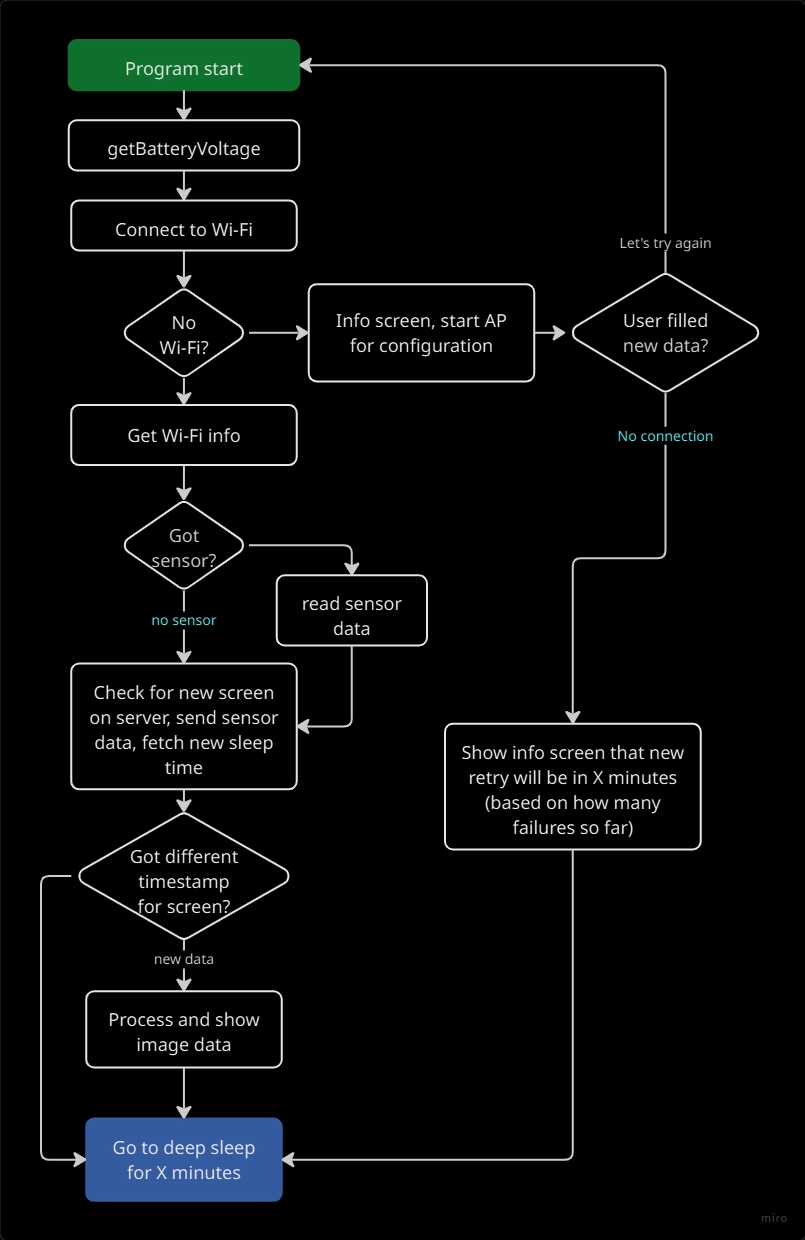 Program start
getBatteryVoltage
Connect to Wi-Fi
Let's try again
No
Wi-Fi?
Info screen, start AP
for configuration
User filled
new data?
Get Wi-Fi info
No connection
Got
sensor?
no sensor
read sensor
data
Check for new screen
on server, send sensor
data, fetch new sleep
time
Show info screen that new
retry will be in X minutes
(based on how many
failures so far)
Got different
timestamp
for screen?
new data
Process and show
image data
Go to deep sleep
for X minutes
miro